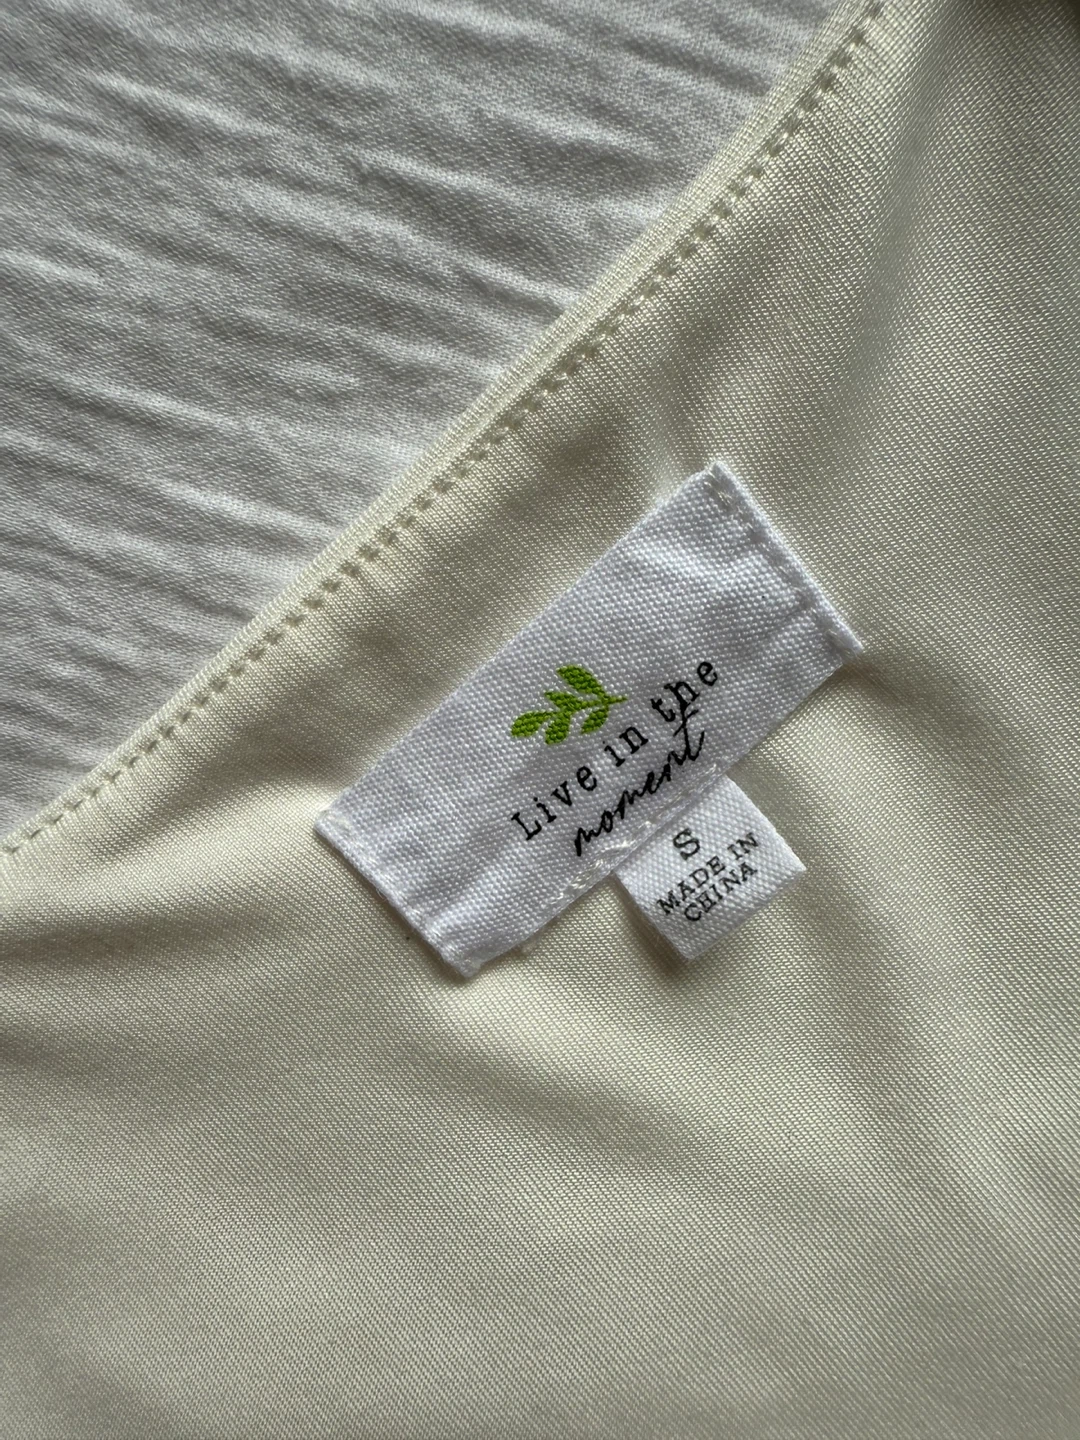 Live in the
moment
S
MADE IN
CHINA